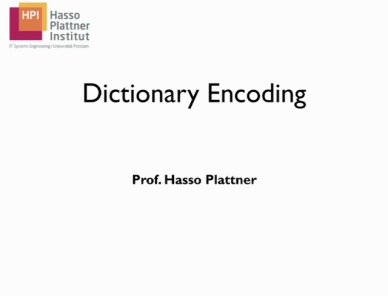 HPI
Hasso
Plattner
Institut
IT Systems Engineering | Universität Potsdam
Dictionary Encoding
Prof. Hasso Plattner